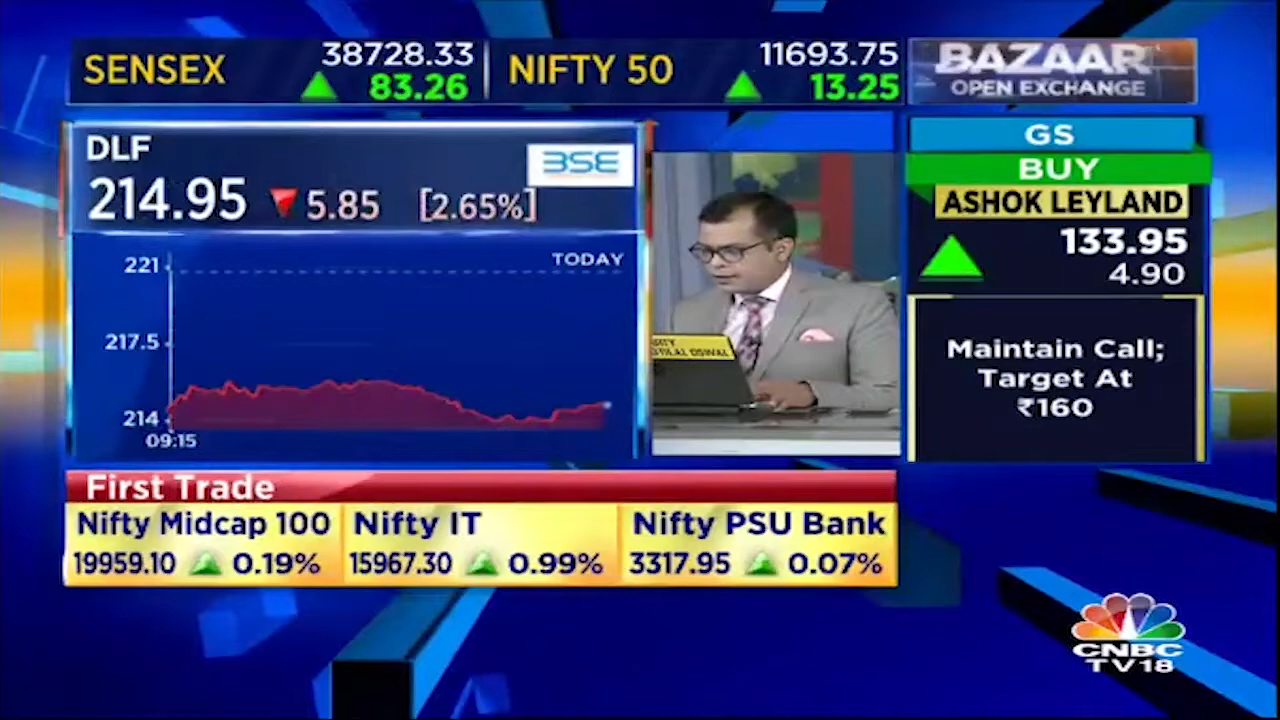 SENSEX
38728.33
83.26
NIFTY 50
11693.75
13.25
BAZAAR
OPEN EXCHANGE
DLF
BSE
214.95 5.85 [2.65%]
TODAY
221
217.5
214
09:15
OSWAL
GS
BUY
ASHOK LEYLAND
133.95
4.90
Maintain Call;
Target At
₹160
First Trade
Nifty Midcap 100
19959.10 0.19%
Nifty IT
15967.30 0.99%
Nifty PSU Bank
3317.95 0.07%
CNBC
TV18